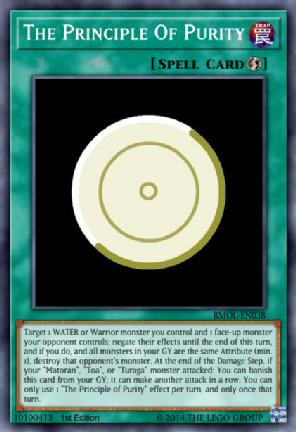 THE PRINCIPLE OF PURITY
TRAP
罠
[SPELL CARD]
BMOL-EN038
Target 1 WATER or Warrior monster you control and 1 face-up monster
your opponent controls; negate their effects until the end of this turn,
and if you do, and all monsters in your GY are the same Attribute (min.
1), destroy that opponent's monster. At the end of the Damage Step, if
your "Matoran", "Toa", or "Turaga" monster attacked: You can banish
this card from your GY; it can make another attack in a row. You can
only use 1 "The Principle of Purity" effect per turn, and only once that
turn.
10100413
1st Edition
©2014 THE LEGO GROUP